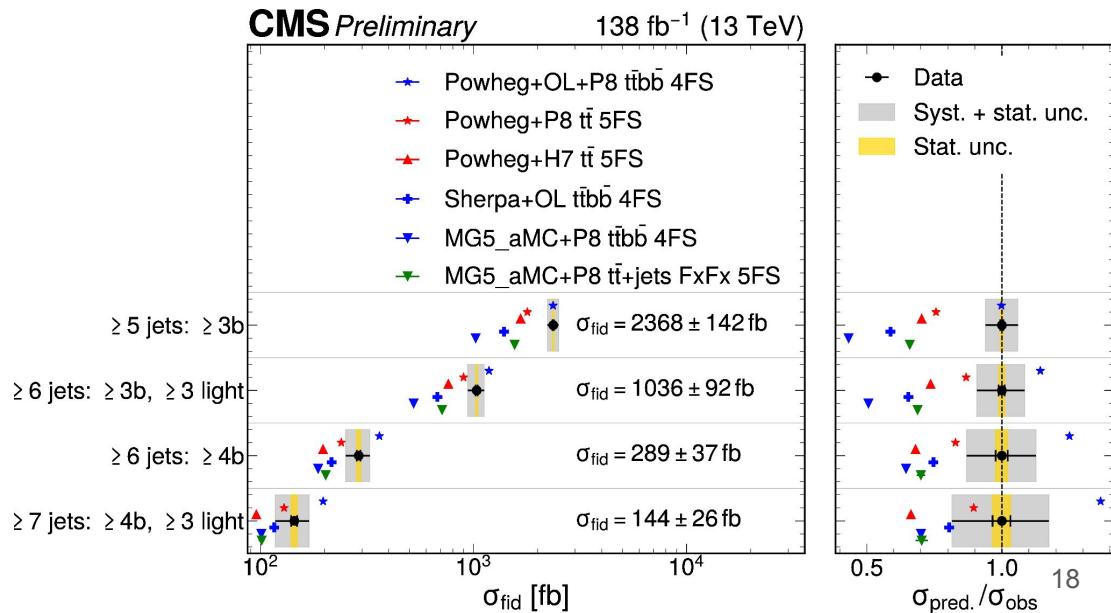 CMS Preliminary 138 fb⁻¹ (13 TeV)
Powheg+OL+P8 tt̄bb̄ 4FS
Powheg+P8 tt̄ 5FS
Powheg+H7 tt̄ 5FS
Sherpa+OL tt̄bb̄ 4FS
MG5_aMC+P8 tt̄bb̄ 4FS
MG5_aMC+P8 tt̄+jets FxFx 5FS
Data
Syst. + stat. unc.
Stat. unc.
≥ 5 jets: ≥ 3b
σfid = 2368 ± 142 fb
≥ 6 jets: ≥ 3b, ≥ 3 light
σfid = 1036 ± 92 fb
≥ 6 jets: ≥ 4b
σfid = 289 ± 37 fb
≥ 7 jets: ≥ 4b, ≥ 3 light
σfid = 144 ± 26 fb
10² 10³ 10⁴
σfid [fb]
0.5 1.0
σpred. /σobs
18